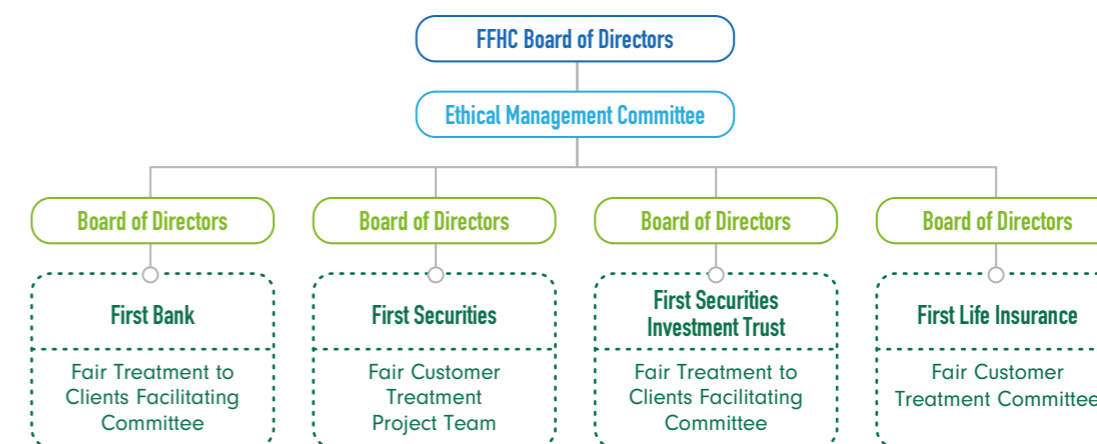 FFHC Board of Directors
Ethical Management Committee
Board of Directors
Board of Directors
Board of Directors
Board of Directors
First Bank
Fair Treatment to
Clients Facilitating
Committee
First Securities
Fair Customer
Treatment
Project Team
First Securities
Investment Trust
Fair Treatment to
Clients Facilitating
Committee
First Life Insurance
Fair Customer
Treatment Committee